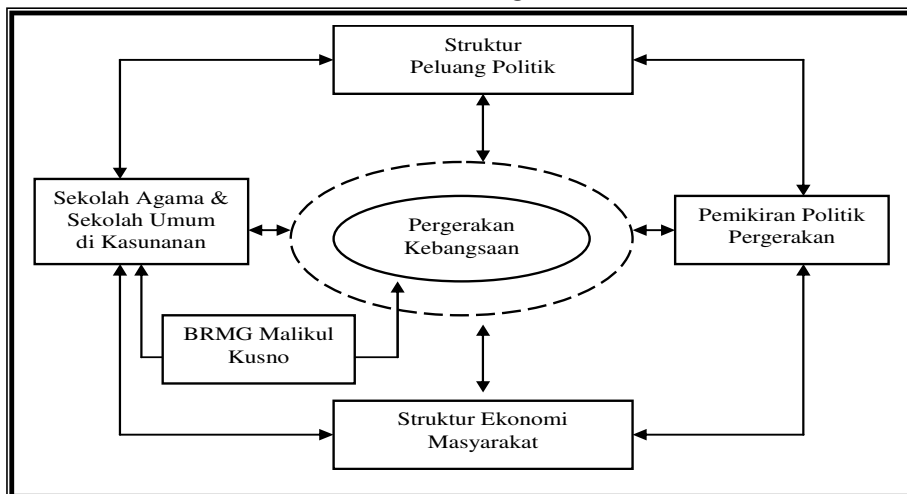 Struktur
Peluang Politik
Sekolah Agama &
Sekolah Umum
di Kasunanan
Pergerakan
Kebangsaan
Pemikiran Politik
Pergerakan
BRMG Malikul
Kusno
Struktur Ekonomi
Masyarakat